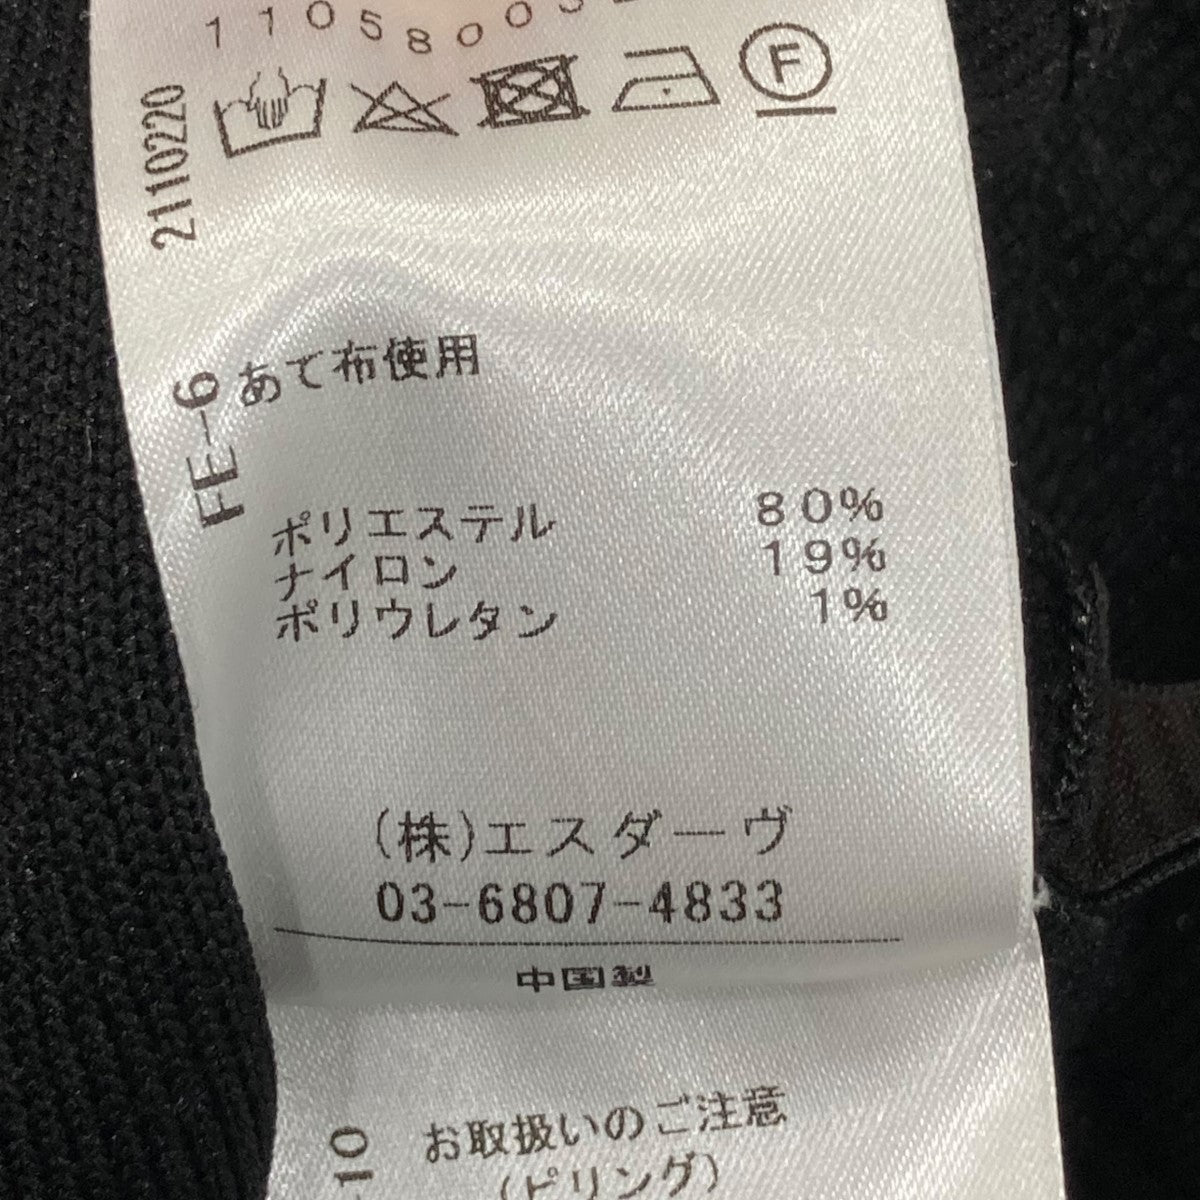 1105800
F
2110220
FE-6
あて布使用
ポリエステル 80%
ナイロン 19%
ポリウレタン 1%
(株)エスダーヴ
03-6807-4833
中国製
-10
お取扱いのご注意
(ピリング)